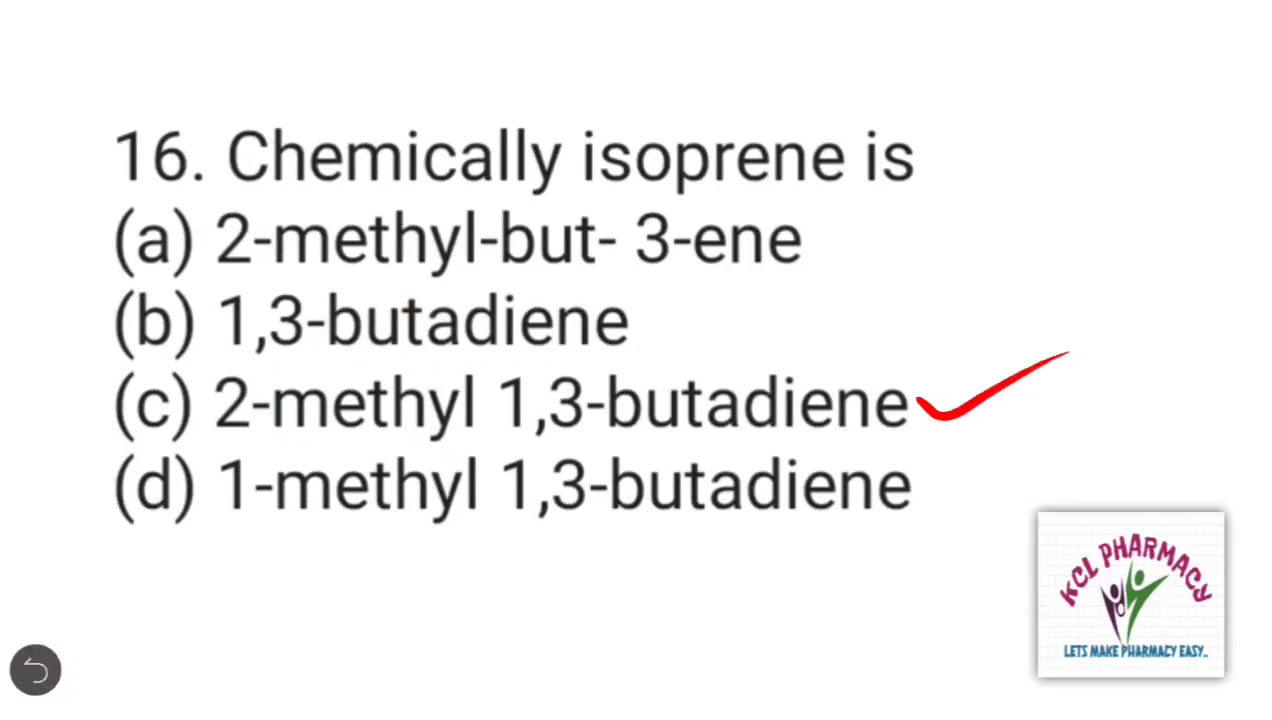 16. Chemically isoprene is
(a) 2-methyl-but- 3-ene
(b) 1,3-butadiene
(c) 2-methyl 1,3-butadiene
(d) 1-methyl 1,3-butadiene
KCL PHARMACY
LETS MAKE PHARMACY EASY..